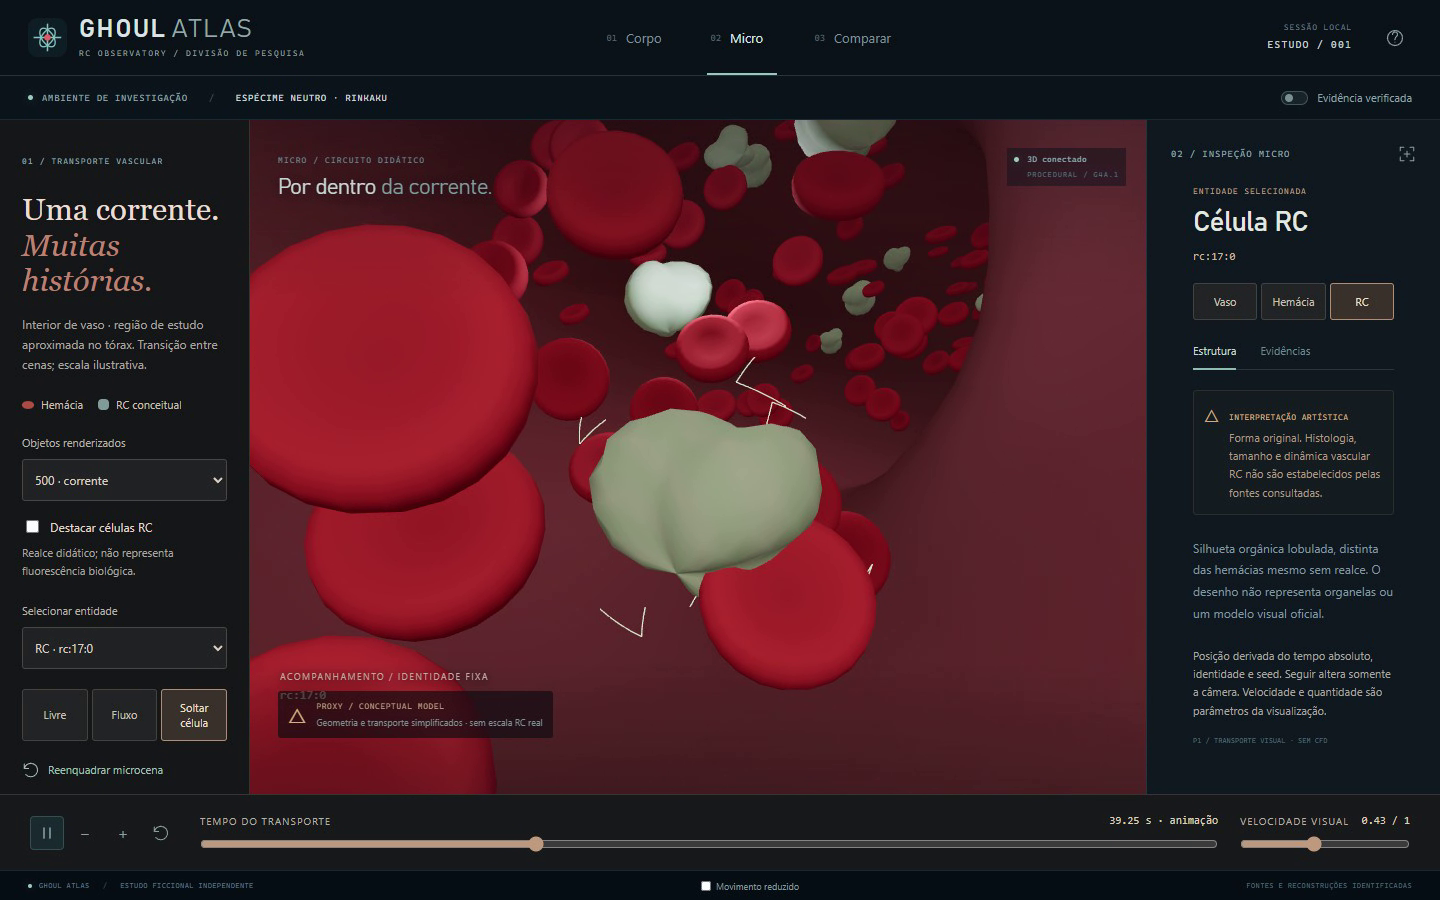 GHOUL ATLAS
RC OBSERVATORY / DIVISÃO DE PESQUISA
01 Corpo
02 Micro
03 Comparar
SESSÃO LOCAL
ESTUDO / 001
?
AMBIENTE DE INVESTIGAÇÃO / ESPÉCIME NEUTRO · RINKAKU
Evidência verificada
01 / TRANSPORTE VASCULAR
Uma corrente.
Muitas
histórias.
Interior de vaso · região de estudo
aproximada no tórax. Transição entre
cenas; escala ilustrativa.
Hemácia
RC conceitual
Objetos renderizados
500 · corrente
Destacar células RC
Realce didático; não representa
fluorescência biológica.
Selecionar entidade
RC · rc:17:0
Livre
Fluxo
Soltar
célula
Reenquadrar microcena
MICRO / CIRCUITO DIDÁTICO
Por dentro da corrente.
3D conectado
PROCEDURAL / G4A.1
ACOMPANHAMENTO / IDENTIDADE FIXA
rc:17:0
PROXY / CONCEPTUAL MODEL
Geometria e transporte simplificados · sem escala RC real
02 / INSPEÇÃO MICRO
ENTIDADE SELECIONADA
Célula RC
rc:17:0
Vaso
Hemácia
RC
Estrutura
Evidências
INTERPRETAÇÃO ARTÍSTICA
Forma original. Histologia,
tamanho e dinâmica vascular
RC não são estabelecidos pelas
fontes consultadas.
Silhueta orgânica lobulada, distinta
das hemácias mesmo sem realce. O
desenho não representa organelas ou
um modelo visual oficial.
Posição derivada do tempo absoluto,
identidade e seed. Seguir altera somente
a câmera. Velocidade e quantidade são
parâmetros da visualização.
P1 / TRANSPORTE VISUAL · SEM CFD
− +
TEMPO DO TRANSPORTE
39.25 s · animação
VELOCIDADE VISUAL 0.43 / 1
GHOUL ATLAS / ESTUDO FICCIONAL INDEPENDENTE
Movimento reduzido
FONTES E RECONSTRUÇÕES IDENTIFICADAS